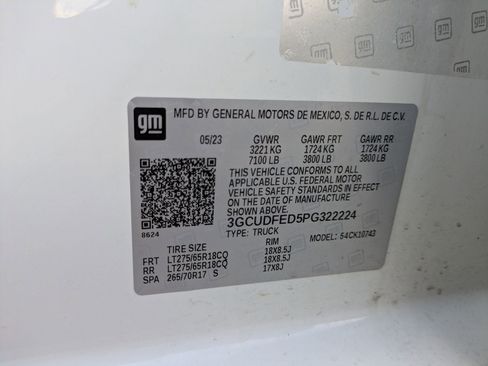 gm
MFD BY GENERAL MOTORS DE MEXICO, S. DE R.L. DE C.V.
05/23 GVWR GAWR FRT GAWR RR
3221 KG 1724 KG 1724 KG
7100 LB 3800 LB 3800 LB
THIS VEHICLE CONFORMS TO ALL
APPLICABLE U.S. FEDERAL MOTOR
VEHICLE SAFETY STANDARDS IN EFFECT
ON THE DATE OF MANUFACTURE
SHOWN ABOVE.
3GCUDFED5PG322224
8624 TYPE: TRUCK MODEL: 54CK10743
TIRE SIZE RIM
FRT LT275/65R18CQ 18X8.5J
RR LT275/65R18CQ 18X8.5J
SPA 265/70R17 S 17X8J